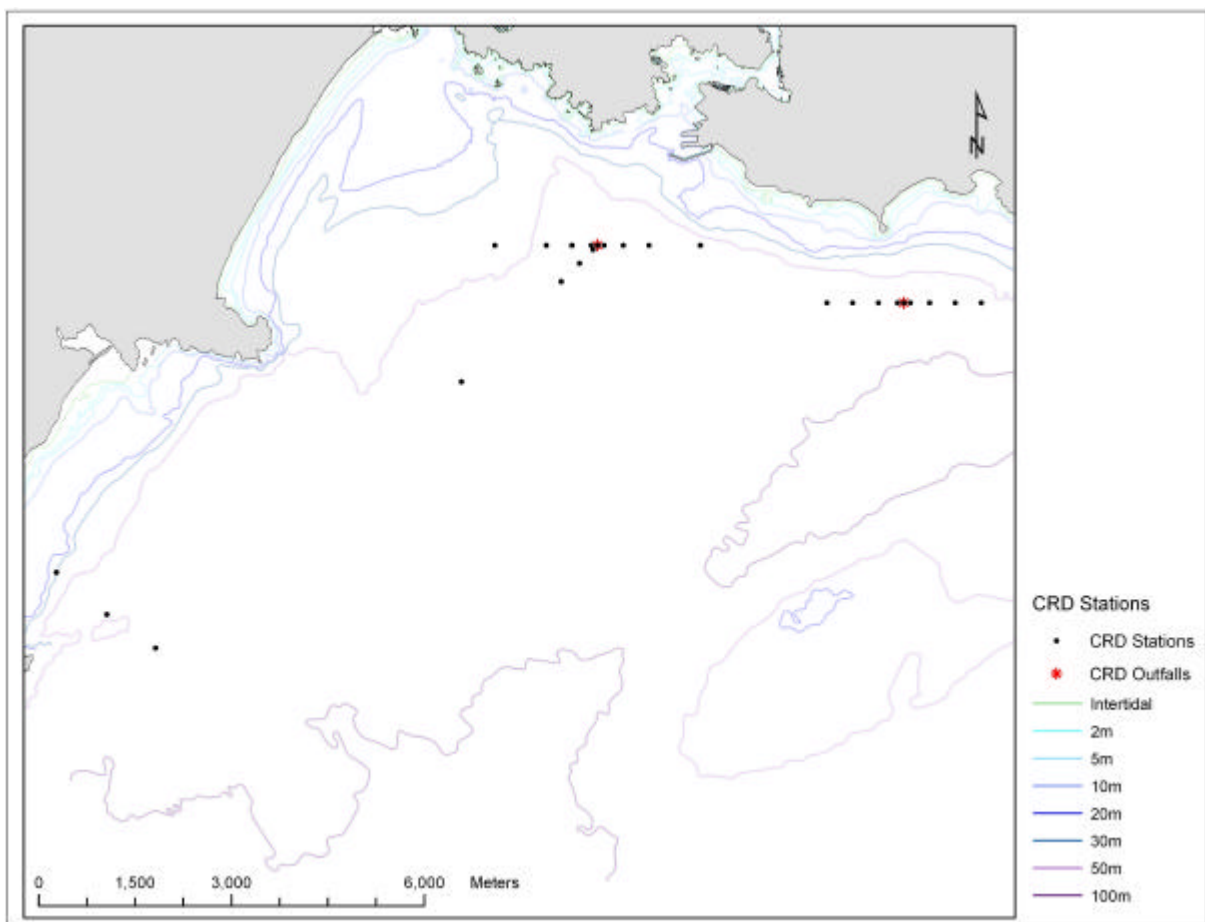 N
CRD Stations
CRD Stations
CRD Outfalls
Intertidal
2m
5m
10m
20m
30m
50m
100m
0 1,500 3,000 6,000 Meters